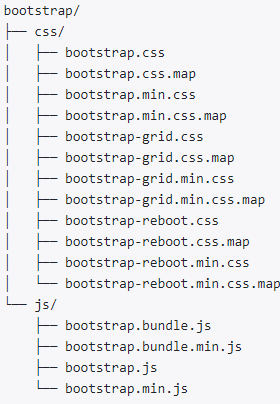 bootstrap/
├── css/
│   ├── bootstrap.css
│   ├── bootstrap.css.map
│   ├── bootstrap.min.css
│   ├── bootstrap.min.css.map
│   ├── bootstrap-grid.css
│   ├── bootstrap-grid.css.map
│   ├── bootstrap-grid.min.css
│   ├── bootstrap-grid.min.css.map
│   ├── bootstrap-reboot.css
│   ├── bootstrap-reboot.css.map
│   ├── bootstrap-reboot.min.css
│   └── bootstrap-reboot.min.css.map
└── js/
    ├── bootstrap.bundle.js
    ├── bootstrap.bundle.min.js
    ├── bootstrap.js
    └── bootstrap.min.js